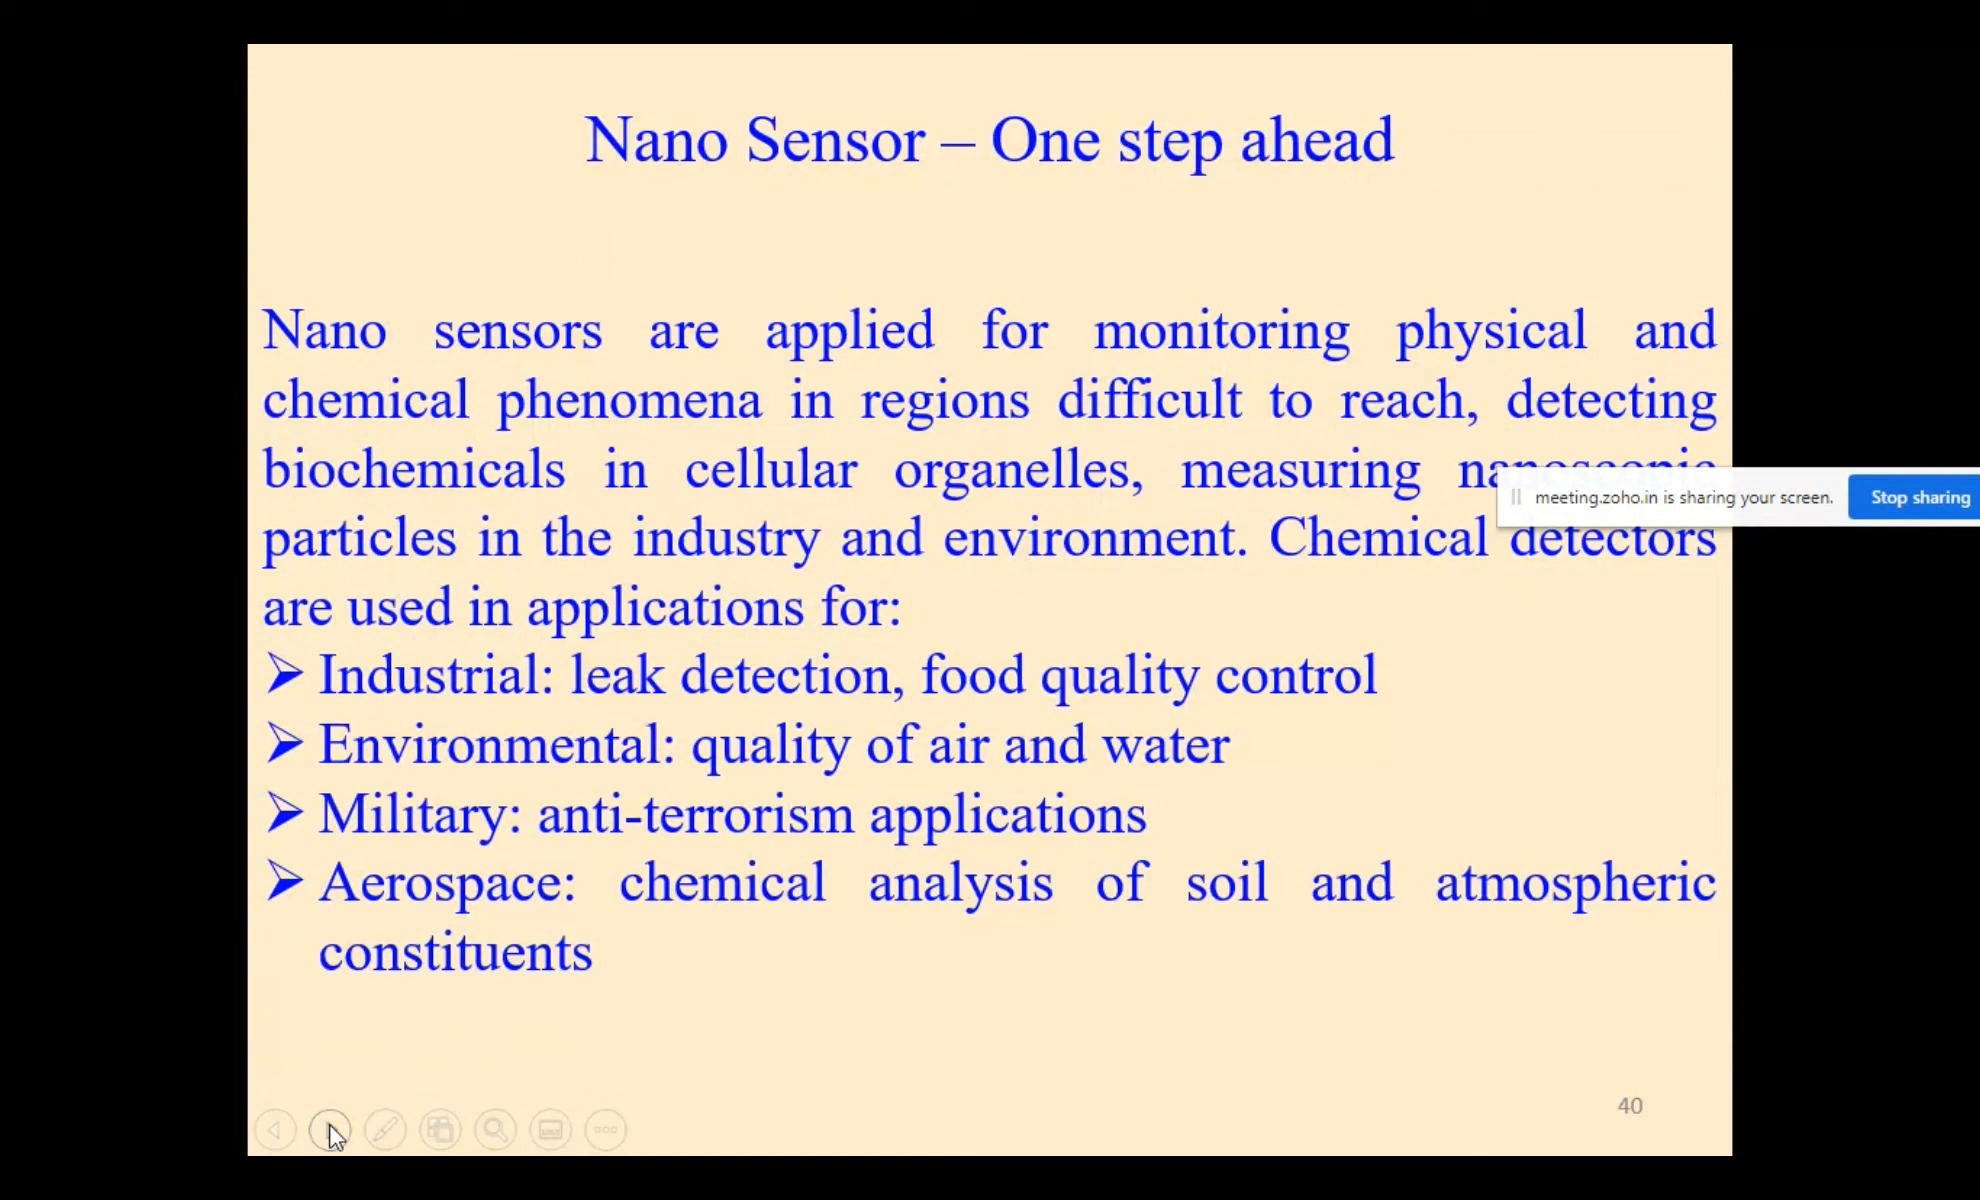 Nano Sensor – One step ahead
Nano sensors are applied for monitoring physical and
chemical phenomena in regions difficult to reach, detecting
biochemicals in cellular organelles, measuring nanoscopic
meeting.zoho.in is sharing your screen. Stop sharing
particles in the industry and environment. Chemical detectors
are used in applications for:
➢ Industrial: leak detection, food quality control
➢ Environmental: quality of air and water
➢ Military: anti-terrorism applications
➢ Aerospace: chemical analysis of soil and atmospheric
constituents
40